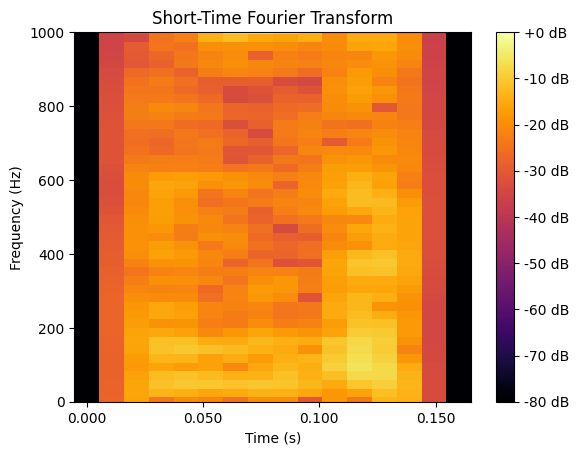 Short-Time Fourier Transform
1000
800
600
400
200
0
Frequency (Hz)
0.000
0.050
0.100
0.150
Time (s)
+0 dB
-10 dB
-20 dB
-30 dB
-40 dB
-50 dB
-60 dB
-70 dB
-80 dB